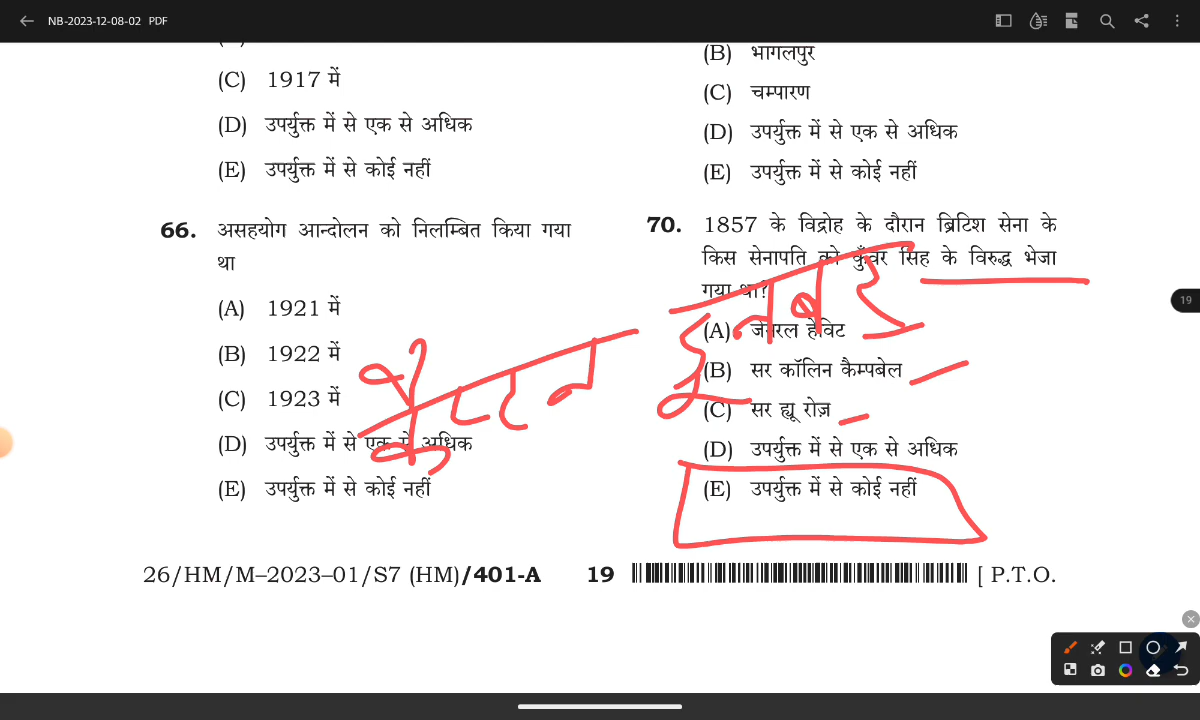 NB-2023-12-08-02 PDF
(C) 1917 में
(D) उपर्युक्त में से एक से अधिक
(E) उपर्युक्त में से कोई नहीं
66. असहयोग आन्दोलन को निलम्बित किया गया
था
(A) 1921 में
(B) 1922 में
(C) 1923 में
(D) उपर्युक्त में से एक से अधिक
(E) उपर्युक्त में से कोई नहीं
(B) भागलपुर
(C) चम्पारण
(D) उपर्युक्त में से एक से अधिक
(E) उपर्युक्त में से कोई नहीं
70. 1857 के विद्रोह के दौरान ब्रिटिश सेना के
किस सेनापति को कुँवर सिंह के विरुद्ध भेजा
गया था?
(A) जेनरल हैविट
(B) सर कॉलिन कैम्पबेल
(C) सर ह्यू रोज़
(D) उपर्युक्त में से एक से अधिक
(E) उपर्युक्त में से कोई नहीं
कैप्टन डनबर
26/HM/M–2023–01/S7 (HM)/401-A 19 [ P.T.O.
19